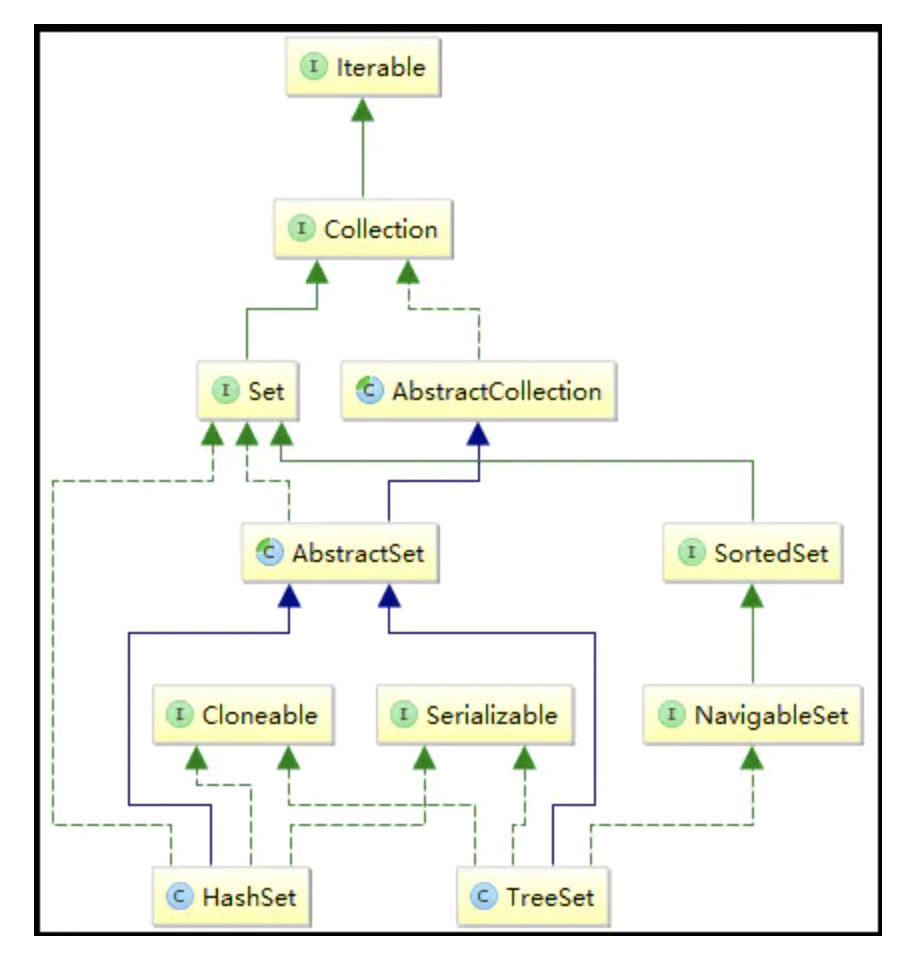 I Iterable
I Collection
I Set
C AbstractCollection
C AbstractSet
I SortedSet
I Cloneable
I Serializable
I NavigableSet
C HashSet
C TreeSet